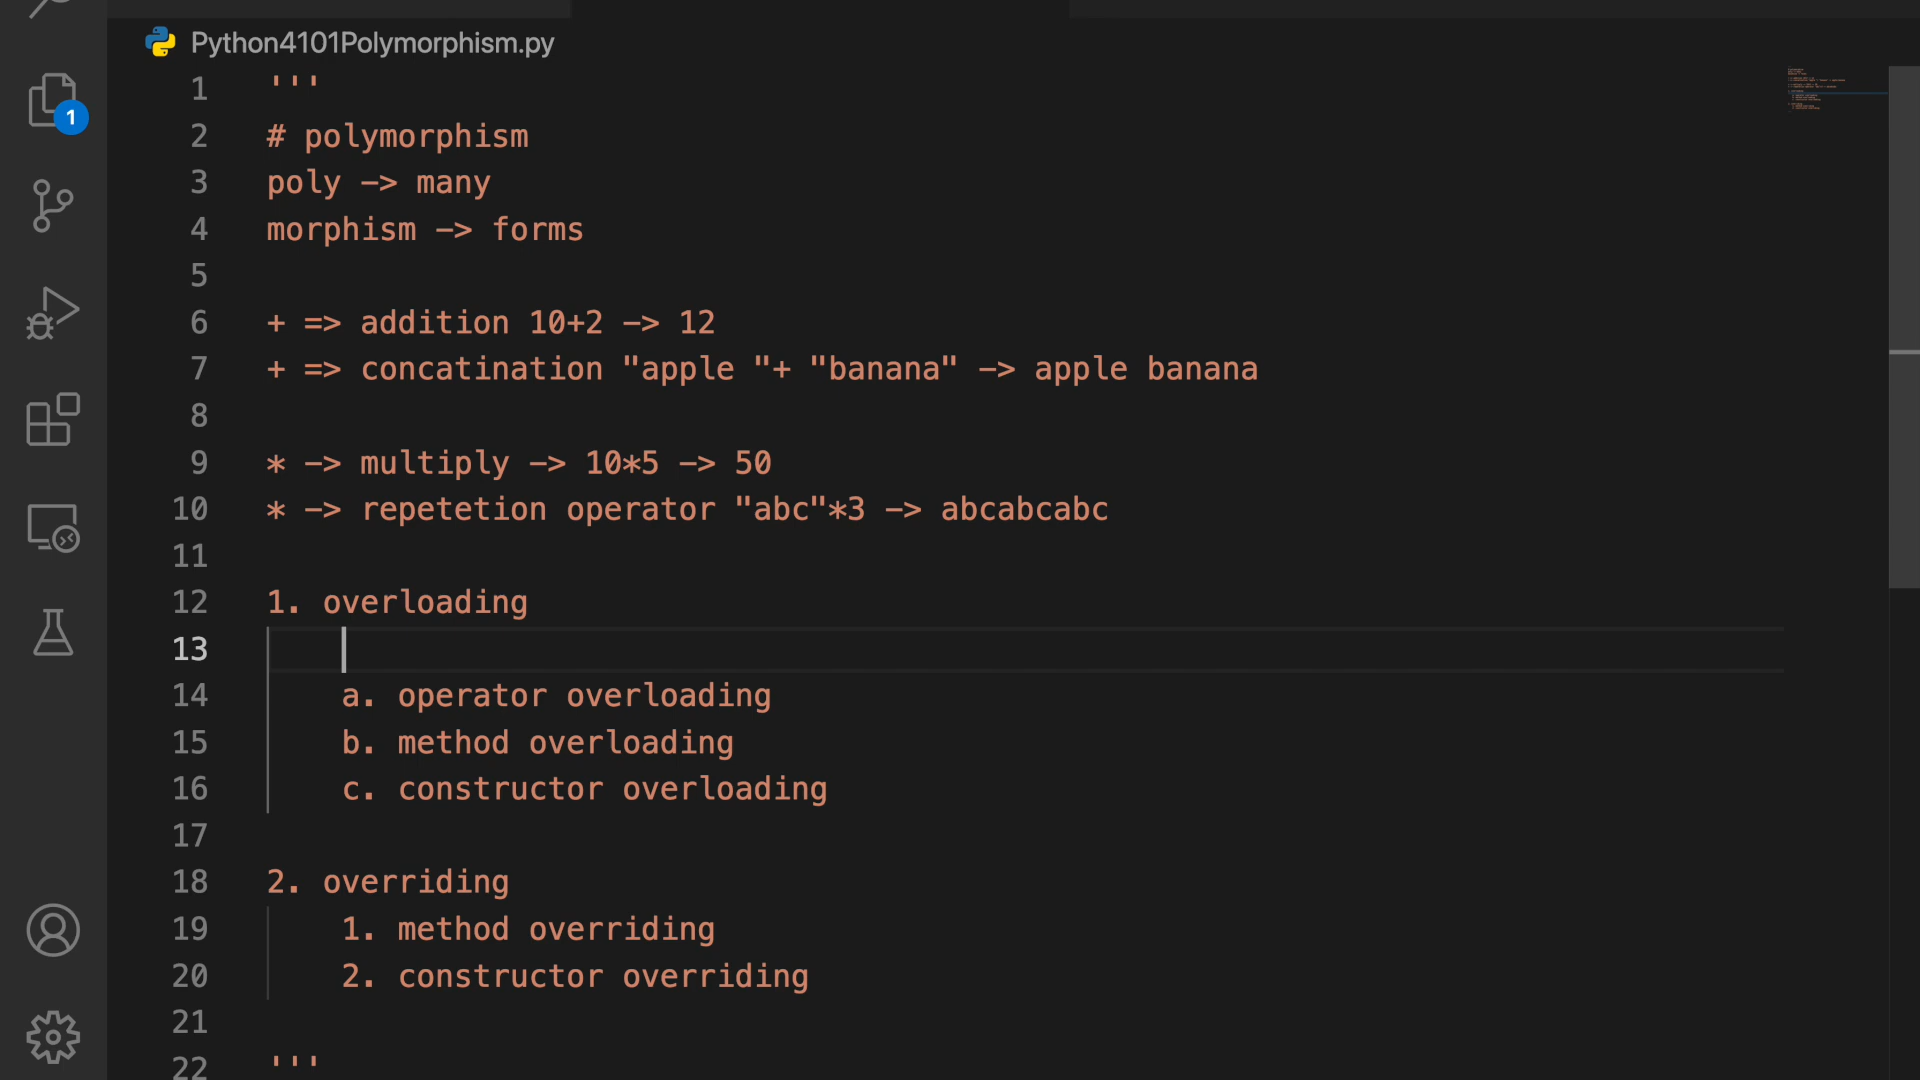 Python4101Polymorphism.py
1 '''
2 # polymorphism
3 poly -> many
4 morphism -> forms
5
6 + => addition 10+2 -> 12
7 + => concatination "apple "+ "banana" -> apple banana
8
9 * -> multiply -> 10*5 -> 50
10 * -> repetetion operator "abc"*3 -> abcabcabc
11
12 1. overloading
13
14 a. operator overloading
15 b. method overloading
16 c. constructor overloading
17
18 2. overriding
19 1. method overriding
20 2. constructor overriding
21
22 '''
1